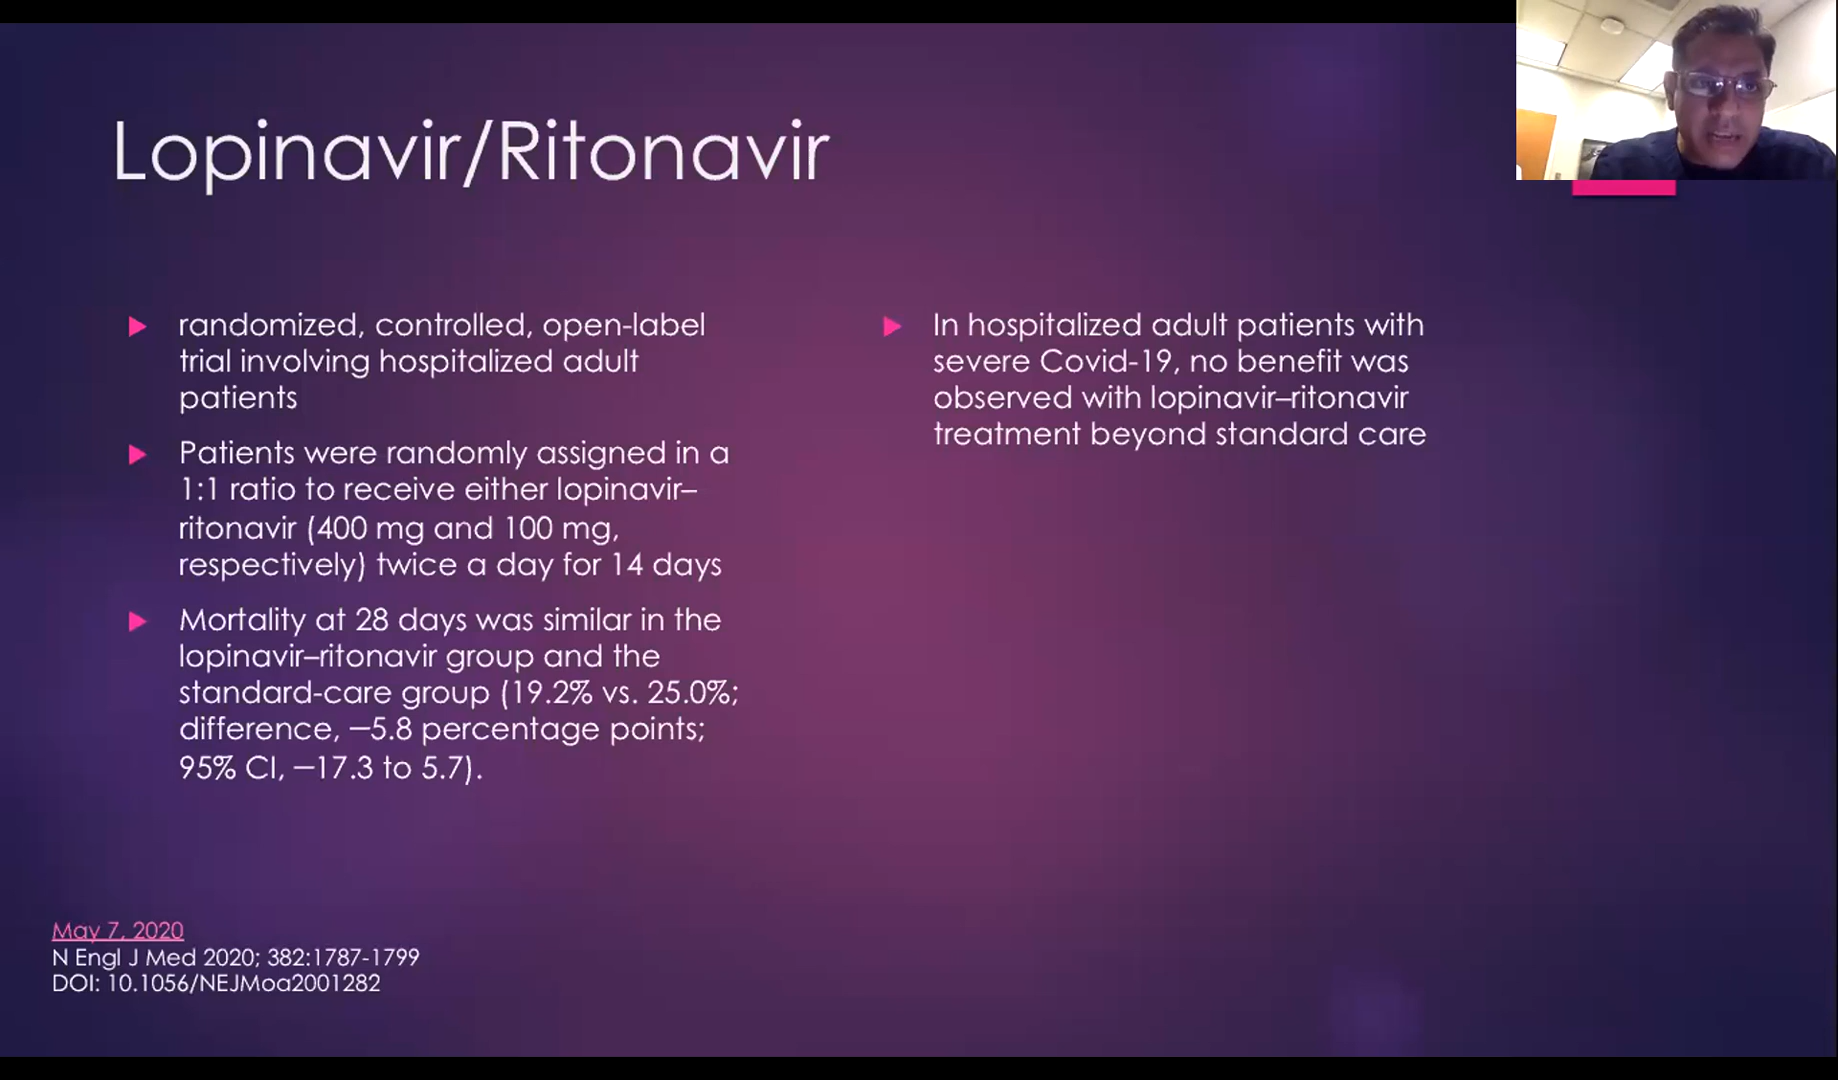 Lopinavir/Ritonavir
randomized, controlled, open-label
trial involving hospitalized adult
patients
Patients were randomly assigned in a
1:1 ratio to receive either lopinavir–
ritonavir (400 mg and 100 mg,
respectively) twice a day for 14 days
Mortality at 28 days was similar in the
lopinavir–ritonavir group and the
standard-care group (19.2% vs. 25.0%;
difference, −5.8 percentage points;
95% CI, −17.3 to 5.7).
In hospitalized adult patients with
severe Covid-19, no benefit was
observed with lopinavir–ritonavir
treatment beyond standard care
May 7, 2020
N Engl J Med 2020; 382:1787-1799
DOI: 10.1056/NEJMoa2001282